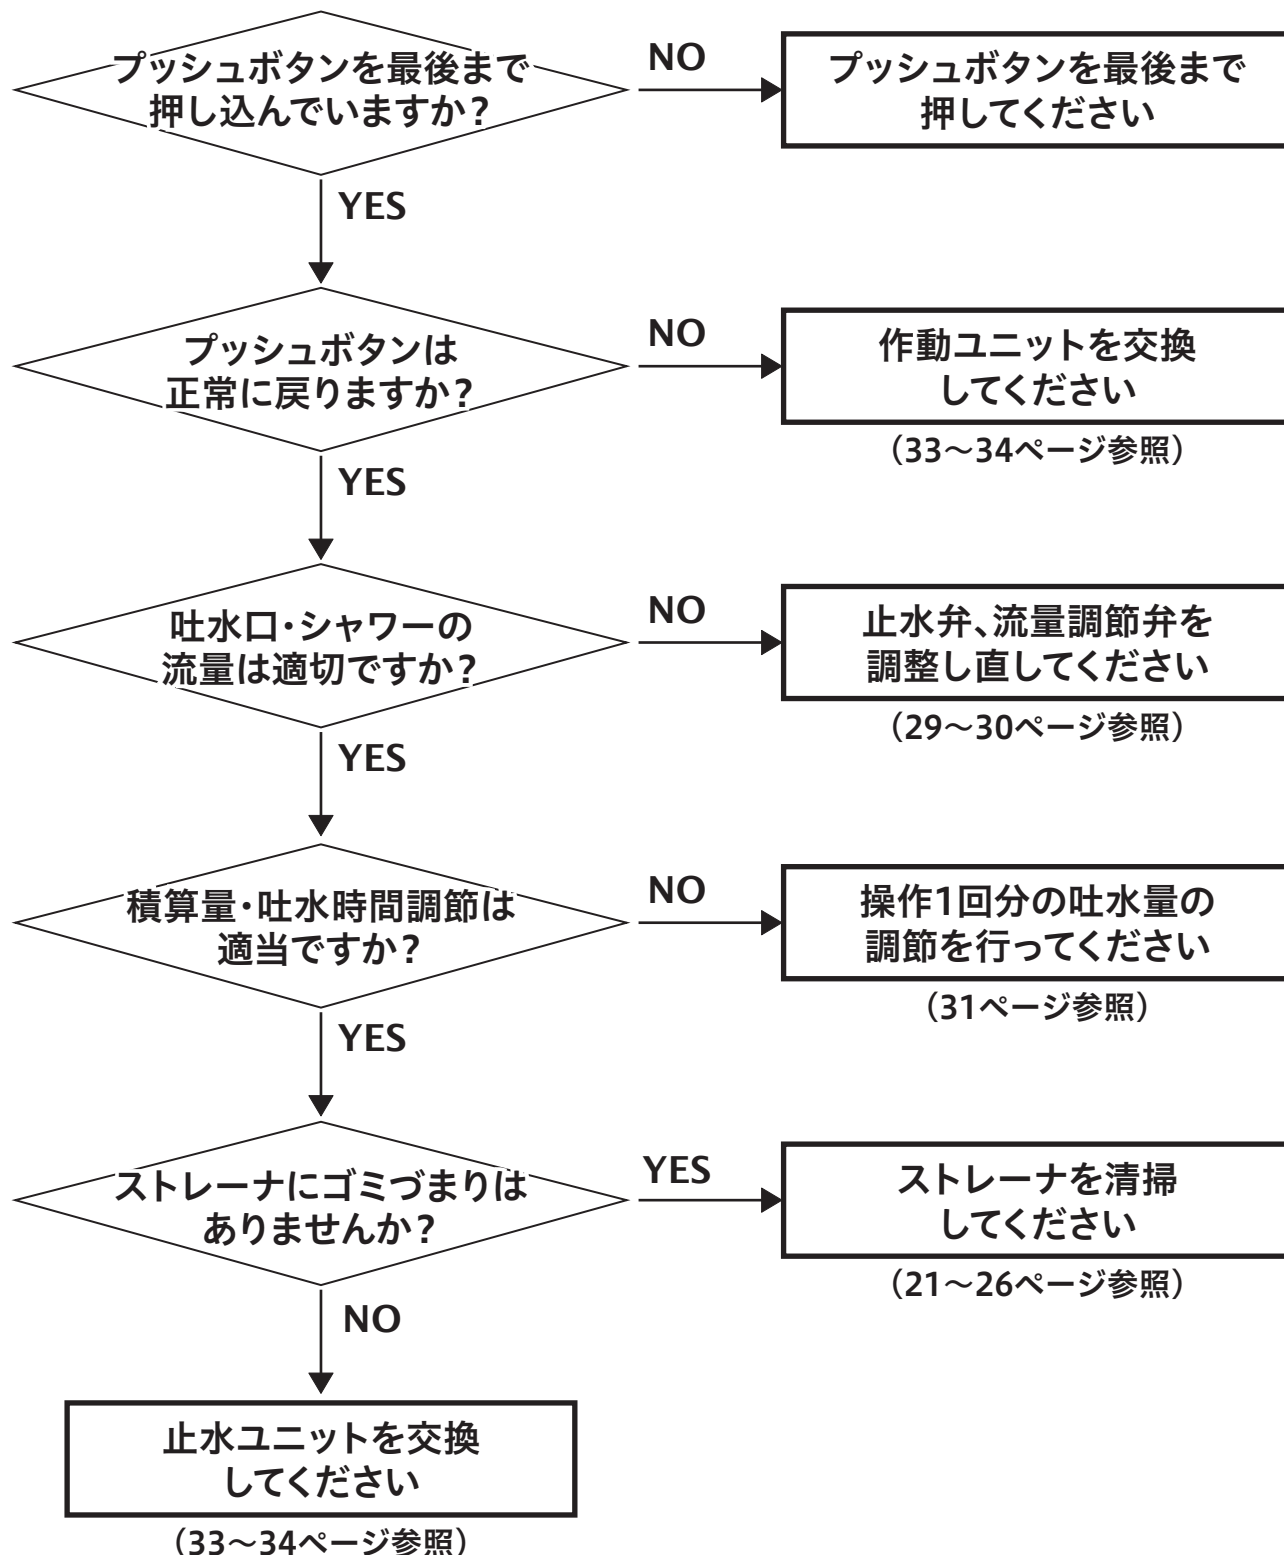 プッシュボタンを最後まで
押し込んでいますか？
NO
プッシュボタンを最後まで
押してください
YES
プッシュボタンは
正常に戻りますか？
NO
作動ユニットを交換
してください
（33～34ページ参照）
YES
吐水口・シャワーの
流量は適切ですか？
NO
止水弁、流量調節弁を
調整し直してください
（29～30ページ参照）
YES
積算量・吐水時間調節は
適当ですか？
NO
操作1回分の吐水量の
調節を行ってください
（31ページ参照）
YES
ストレーナにゴミづまりは
ありませんか？
YES
ストレーナを清掃
してください
（21～26ページ参照）
NO
止水ユニットを交換
してください
（33～34ページ参照）